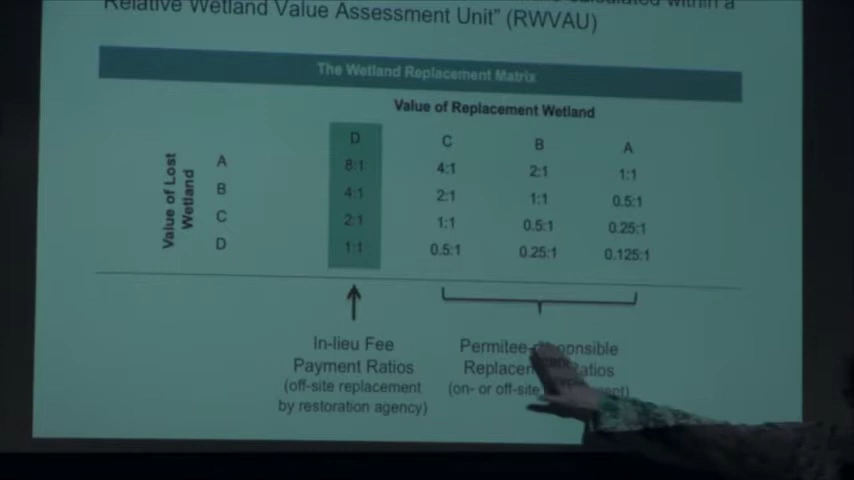 Relative Wetland Value Assessment Unit” (RWVAU)
The Wetland Replacement Matrix
Value of Replacement Wetland
D C B A
Value of Lost
Wetland
A 8:1 4:1 2:1 1:1
B 4:1 2:1 1:1 0.5:1
C 2:1 1:1 0.5:1 0.25:1
D 1:1 0.5:1 0.25:1 0.125:1
In-lieu Fee
Payment Ratios
(off-site replacement
by restoration agency)
Permitee-
Ratios
(on- or off-site